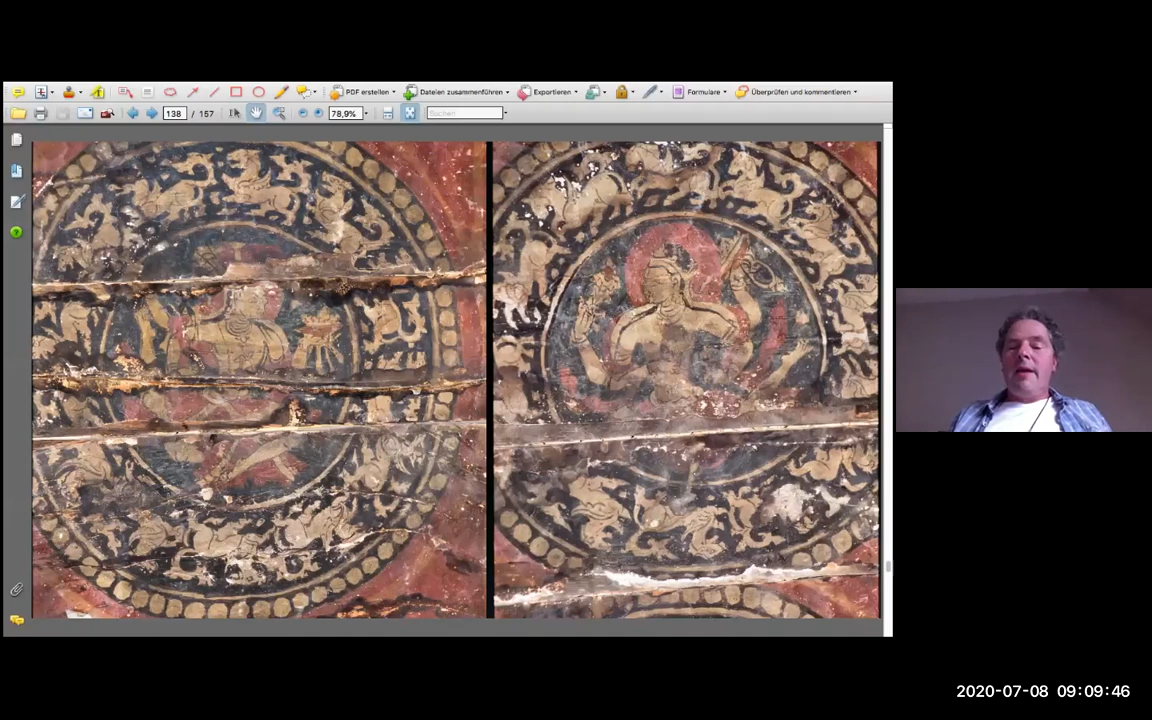 PDF erstellen Dateien zusammenführen Exportieren Formulare Überprüfen und kommentieren
138 / 157 78,9% Suchen
2020-07-08 09:09:46